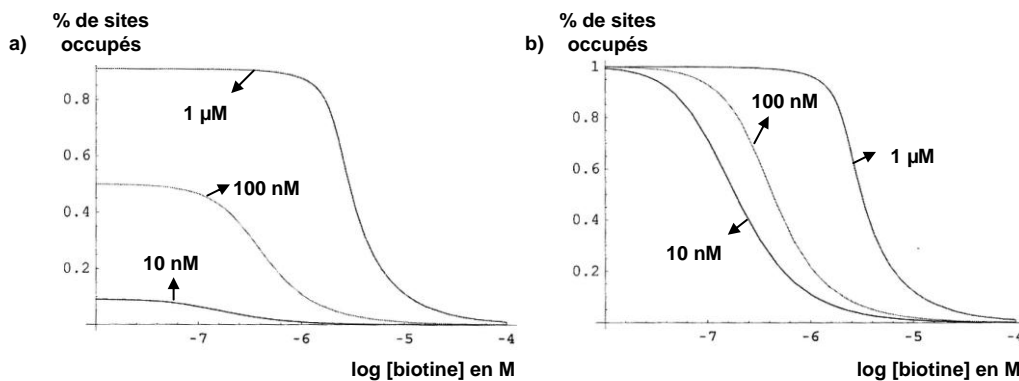 a)
% de sites
occupés
0.8
0.6
0.4
0.2
1 µM
100 nM
10 nM
-7
-6
-5
-4
log [biotine] en M
b)
% de sites
occupés
1
0.8
0.6
0.4
0.2
100 nM
1 µM
10 nM
-7
-6
-5
-4
log [biotine] en M